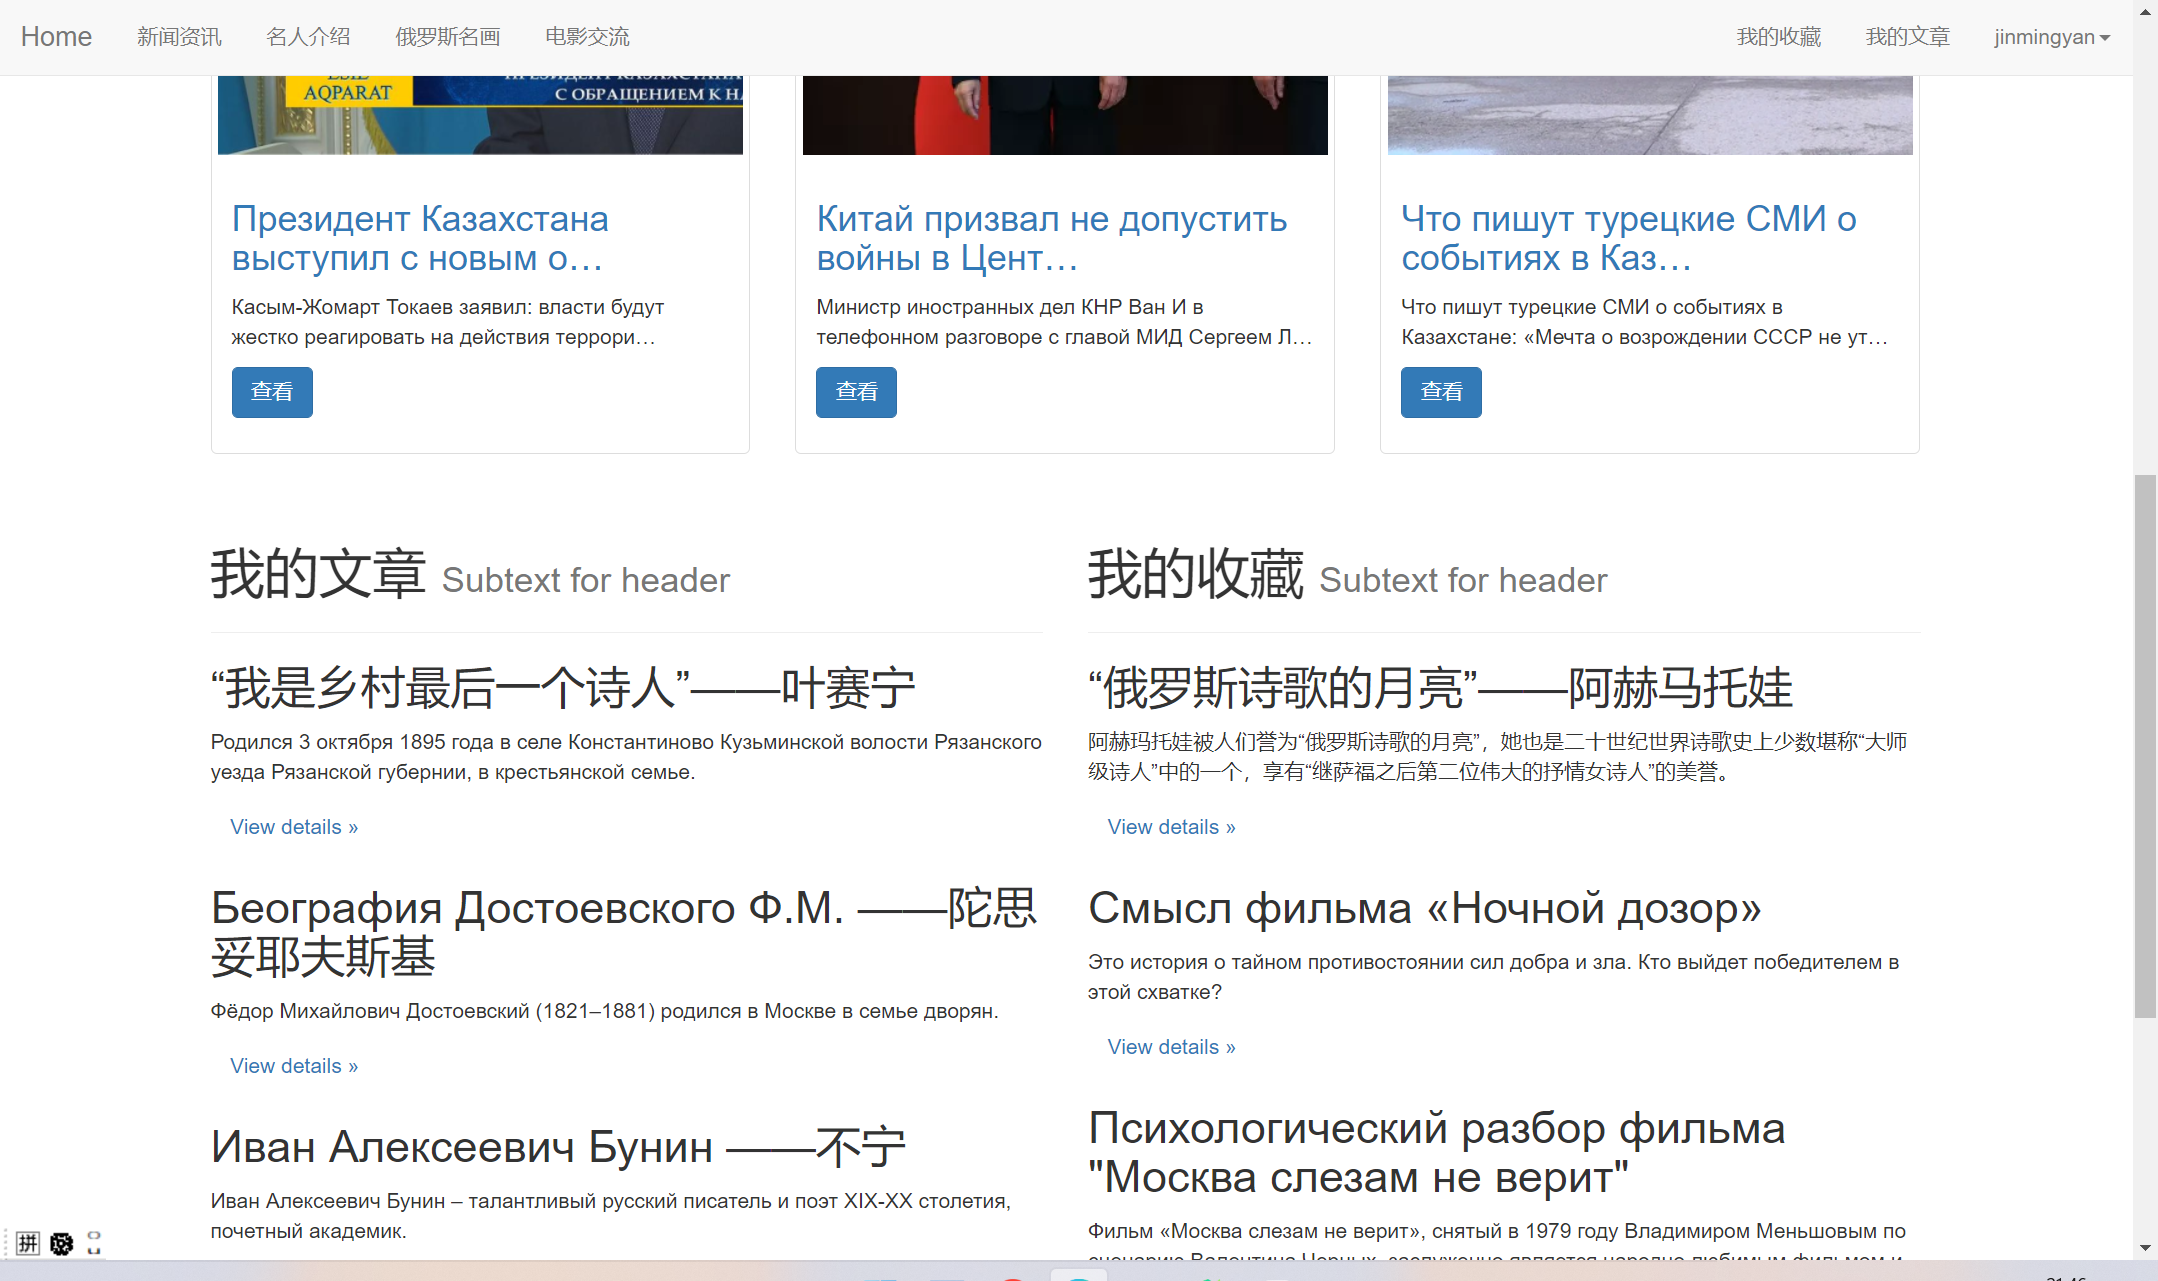 Home 新闻资讯 名人介绍 俄罗斯名画 电影交流 我的收藏 我的文章 jinmingyan
AQPARAT
С ОБРАЩЕНИЕМ К
Президент Казахстана
выступил с новым о…
Касым-Жомарт Токаев заявил: власти будут
жестко реагировать на действия террори…
查看
Китай призвал не допустить
войны в Цент…
Министр иностранных дел КНР Ван И в
телефонном разговоре с главой МИД Сергеем Л…
查看
Что пишут турецкие СМИ о
событиях в Каз…
Что пишут турецкие СМИ о событиях в
Казахстане: «Мечта о возрождении СССР не ут…
查看
我的文章 Subtext for header
“我是乡村最后一个诗人”——叶赛宁
Родился 3 октября 1895 года в селе Константиново Кузьминской волости Рязанского
уезда Рязанской губернии, в крестьянской семье.
View details »
Беография Достоевского Ф.М. ——陀思
妥耶夫斯基
Фёдор Михайлович Достоевский (1821–1881) родился в Москве в семье дворян.
View details »
Иван Алексеевич Бунин ——不宁
Иван Алексеевич Бунин – талантливый русский писатель и поэт XIX-XX столетия,
почетный академик.
我的收藏 Subtext for header
“俄罗斯诗歌的月亮”——阿赫马托娃
阿赫玛托娃被人们誉为“俄罗斯诗歌的月亮”，她也是二十世纪世界诗歌史上少数堪称“大师
级诗人”中的一个，享有“继萨福之后第二位伟大的抒情女诗人”的美誉。
View details »
Смысл фильма «Ночной дозор»
Это история о тайном противостоянии сил добра и зла. Кто выйдет победителем в
этой схватке?
View details »
Психологический разбор фильма
"Москва слезам не верит"
Фильм «Москва слезам не верит», снятый в 1979 году Владимиром Меньшовым по
拼